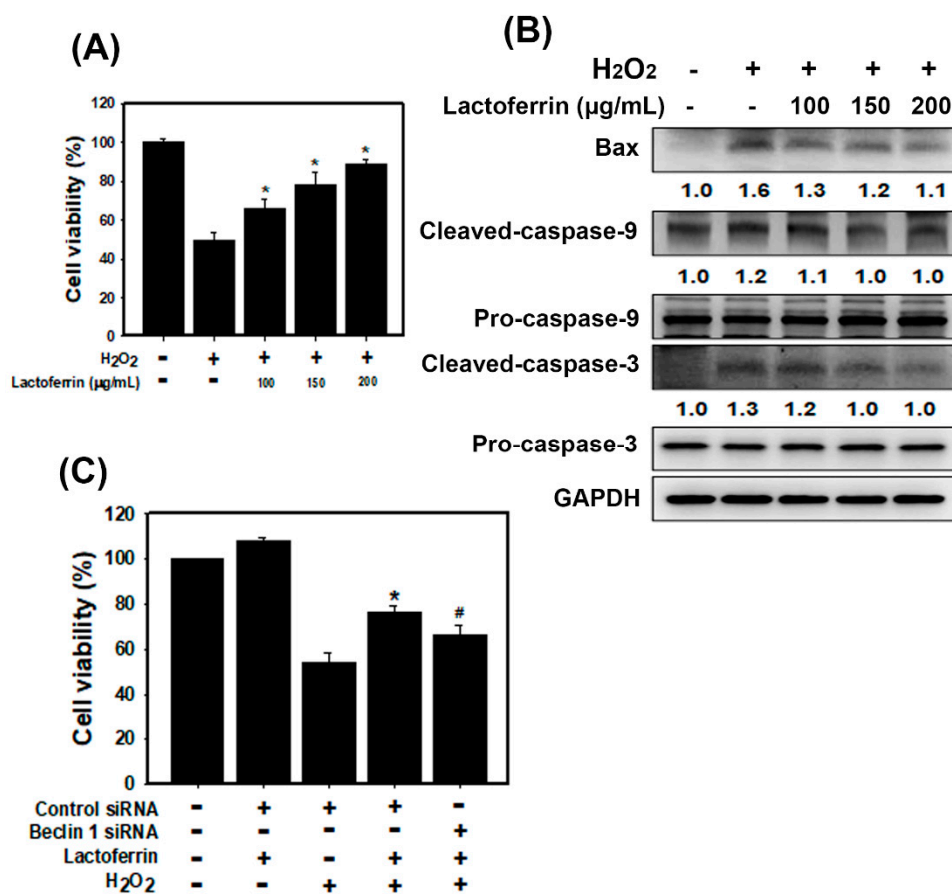 (A)
120
100
80
60
40
20
0
Cell viability (%)
* * *
H₂O₂ - + + + +
Lactoferrin (µg/mL) - - 100 150 200
(B)
H₂O₂ - + + + +
Lactoferrin (µg/mL) - - 100 150 200
Bax
1.0 1.6 1.3 1.2 1.1
Cleaved-caspase-9
1.0 1.2 1.1 1.0 1.0
Pro-caspase-9
Cleaved-caspase-3
1.0 1.3 1.2 1.0 1.0
Pro-caspase-3
GAPDH
(C)
120
100
80
60
40
20
0
Cell viability (%)
* #
Control siRNA - + + + -
Beclin 1 siRNA - - - - +
Lactoferrin - + - + +
H₂O₂ - - + + +